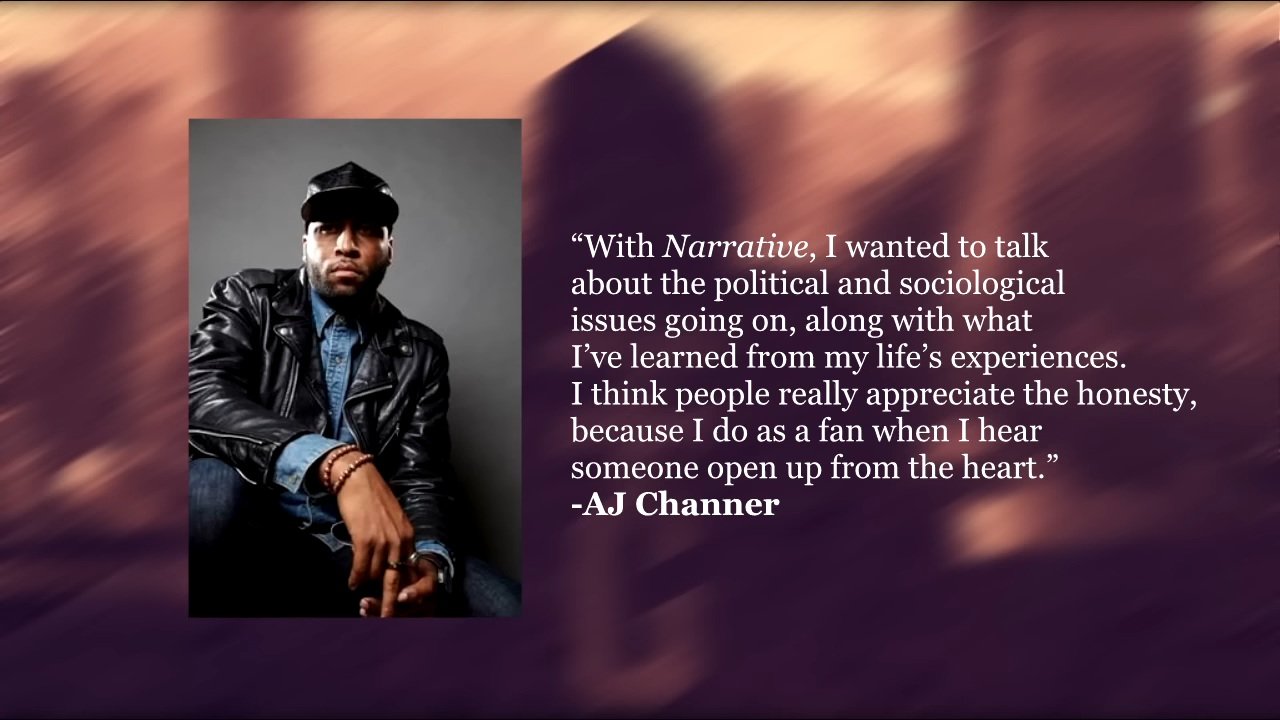 “With Narrative, I wanted to talk
about the political and sociological
issues going on, along with what
I’ve learned from my life’s experiences.
I think people really appreciate the honesty,
because I do as a fan when I hear
someone open up from the heart.”
-AJ Channer